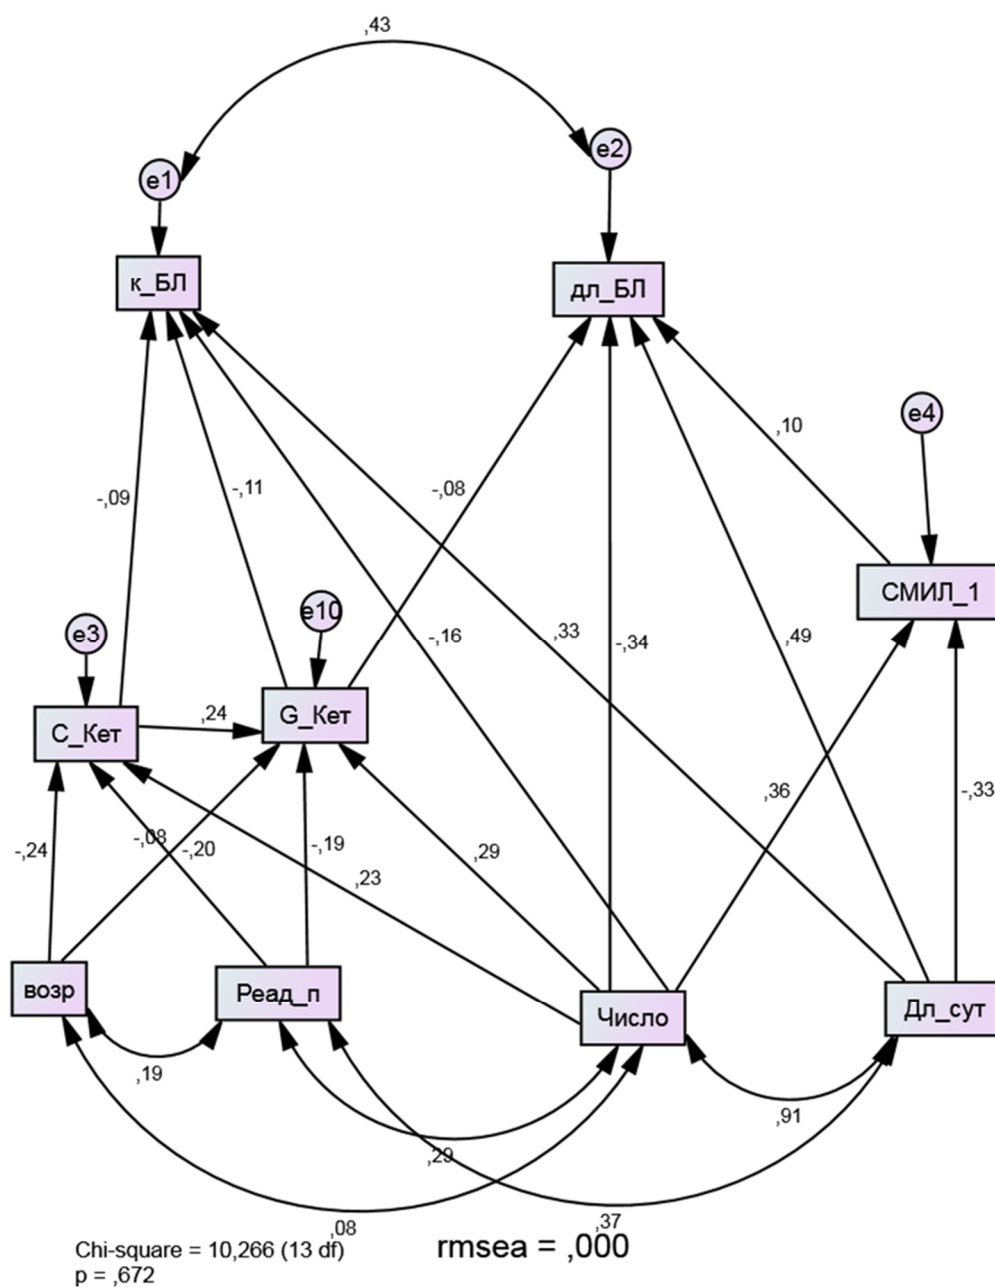 ,43
e1
e2
к_БЛ
дл_БЛ
e4
,10
-,09
-,11
-,08
СМИЛ_1
e3
e10
-,16
,33
-,34
,49
С_Кет
,24
G_Кет
,36
-,33
-,24
-,08
-,20
-,19
,29
,23
возр
Реад_п
Число
Дл_сут
,19
,91
,29
,08
,37
Chi-square = 10,266 (13 df)
p = ,672
rmsea = ,000